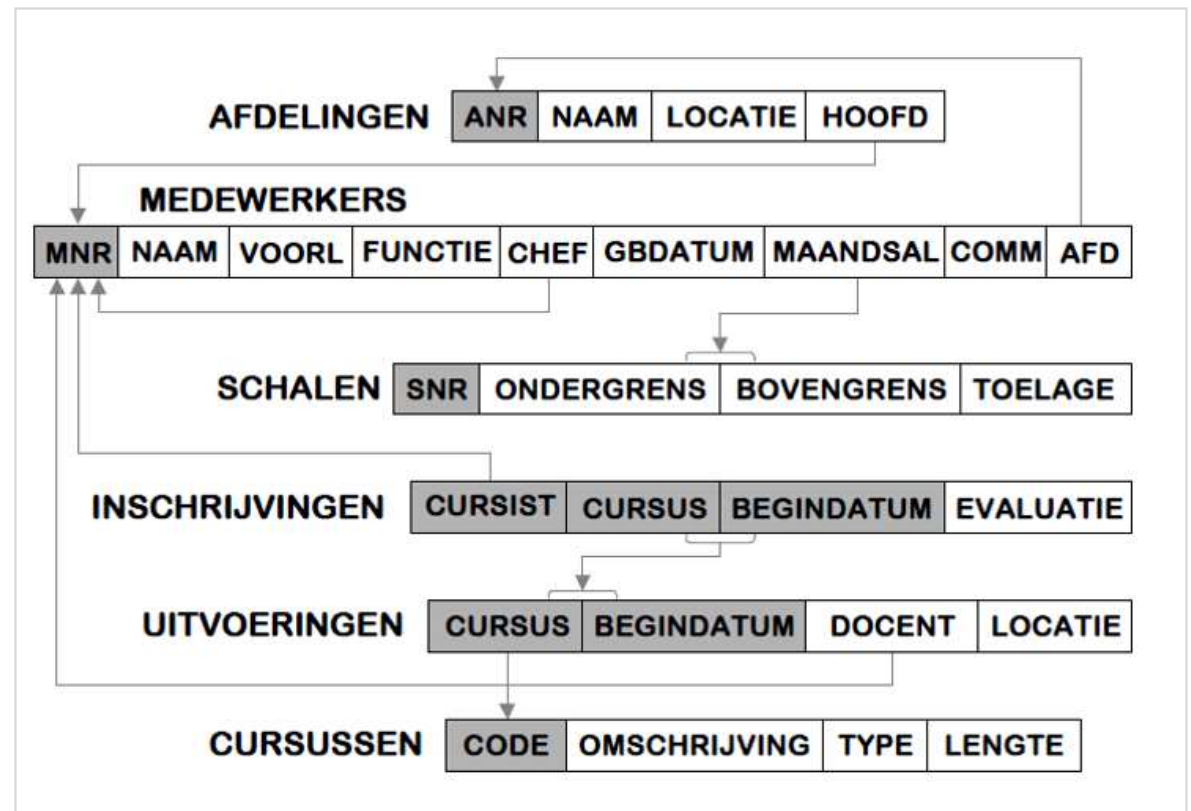 AFDELINGEN ANR NAAM LOCATIE HOOFD
MEDEWERKERS
MNR NAAM VOORL FUNCTIE CHEF GBDATUM MAANDSAL COMM AFD
SCHALEN SNR ONDERGRENS BOVENGRENS TOELAGE
INSCHRIJVINGEN CURSIST CURSUS BEGINDATUM EVALUATIE
UITVOERINGEN CURSUS BEGINDATUM DOCENT LOCATIE
CURSUSSEN CODE OMSCHRIJVING TYPE LENGTE